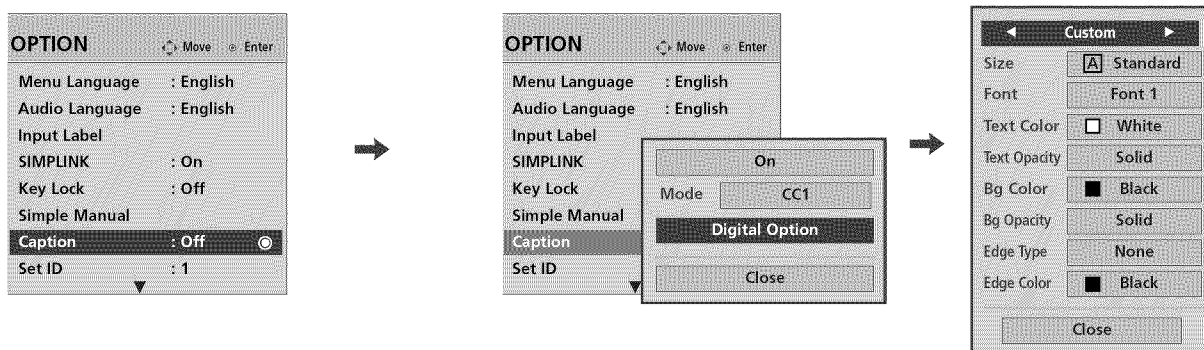 OPTION Move Enter
Menu Language : English
Audio Language : English
Input Label
SIMPLINK : On
Key Lock : Off
Simple Manual
Caption : Off
Set ID : 1
OPTION Move Enter
Menu Language : English
Audio Language : English
Input Label
SIMPLINK
Key Lock
Simple Manual
Caption
Set ID
On
Mode CC1
Digital Option
Close
Custom
Size A Standard
Font Font 1
Text Color White
Text Opacity Solid
Bg Color Black
Bg Opacity Solid
Edge Type None
Edge Color Black
Close